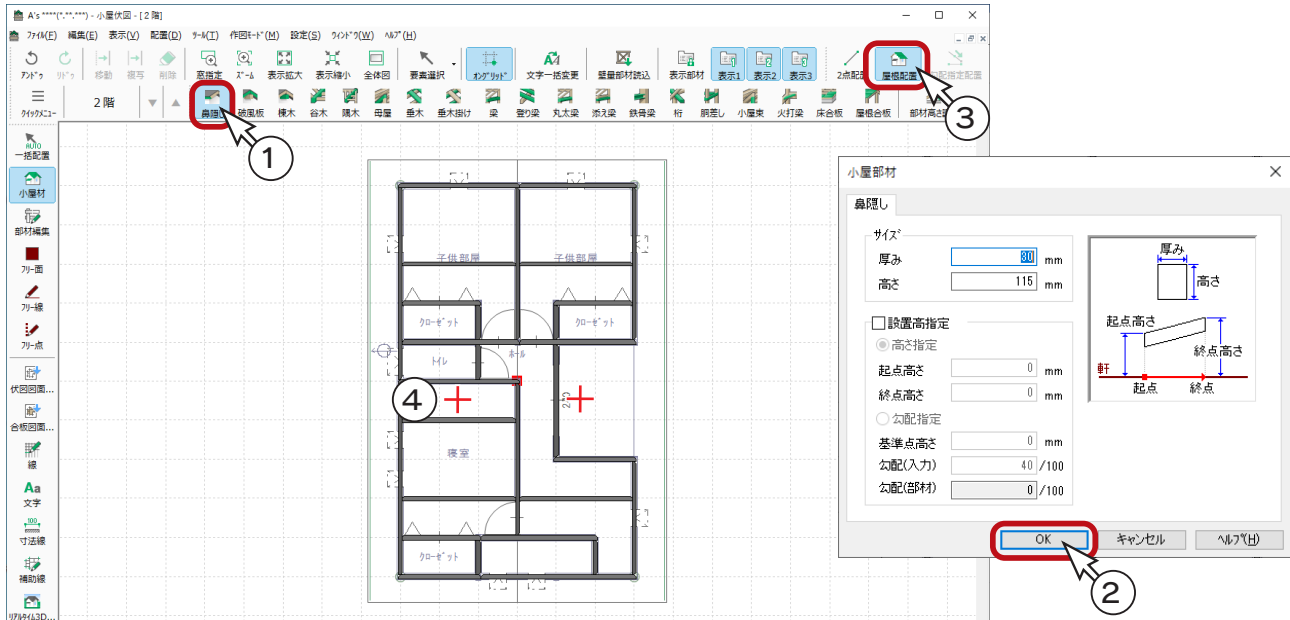 A's ****(*.**.***) - 小屋伏図 - [2 階]
ファイル(F) 編集(E) 表示(V) 配置(D) ツール(T) 作図モード(M) 設定(S) ウィンドウ(W) ヘルプ(H)
アンドゥ リドゥ 移動 複写 削除 窓指定 ズーム 表示拡大 表示縮小 全体図 要素選択 オングリッド 文字一括変更 壁量部材読込 表示部材 表示1 表示2 表示3 2点配置 屋根配置 勾配指定配置
クイックメニュー 2 階 鼻隠し 破風板 棟木 谷木 隅木 母屋 垂木 垂木掛け 梁 登り梁 丸太梁 添え梁 鉄骨梁 桁 胴差し 小屋束 火打梁 床合板 屋根合板 部材高さ
① ③
AUTO
一括配置
小屋材
部材編集
フリー面
フリー線
フリー点
伏図図面...
合板図面...
線
Aa
文字
100
寸法線
補助線
リアルタイム3D...
子供部屋 子供部屋
クローゼット クローゼット
トイレ ホール
④
270
寝室
クローゼット
小屋部材
鼻隠し
サイズ
厚み 30 mm
高さ 115 mm
設置高指定
高さ指定
起点高さ 0 mm
終点高さ 0 mm
勾配指定
基準点高さ 0 mm
勾配(入力) 40 /100
勾配(部材) 0 /100
厚み
高さ
起点高さ
終点高さ
軒
起点 終点
OK キャンセル ヘルプ(H)
②